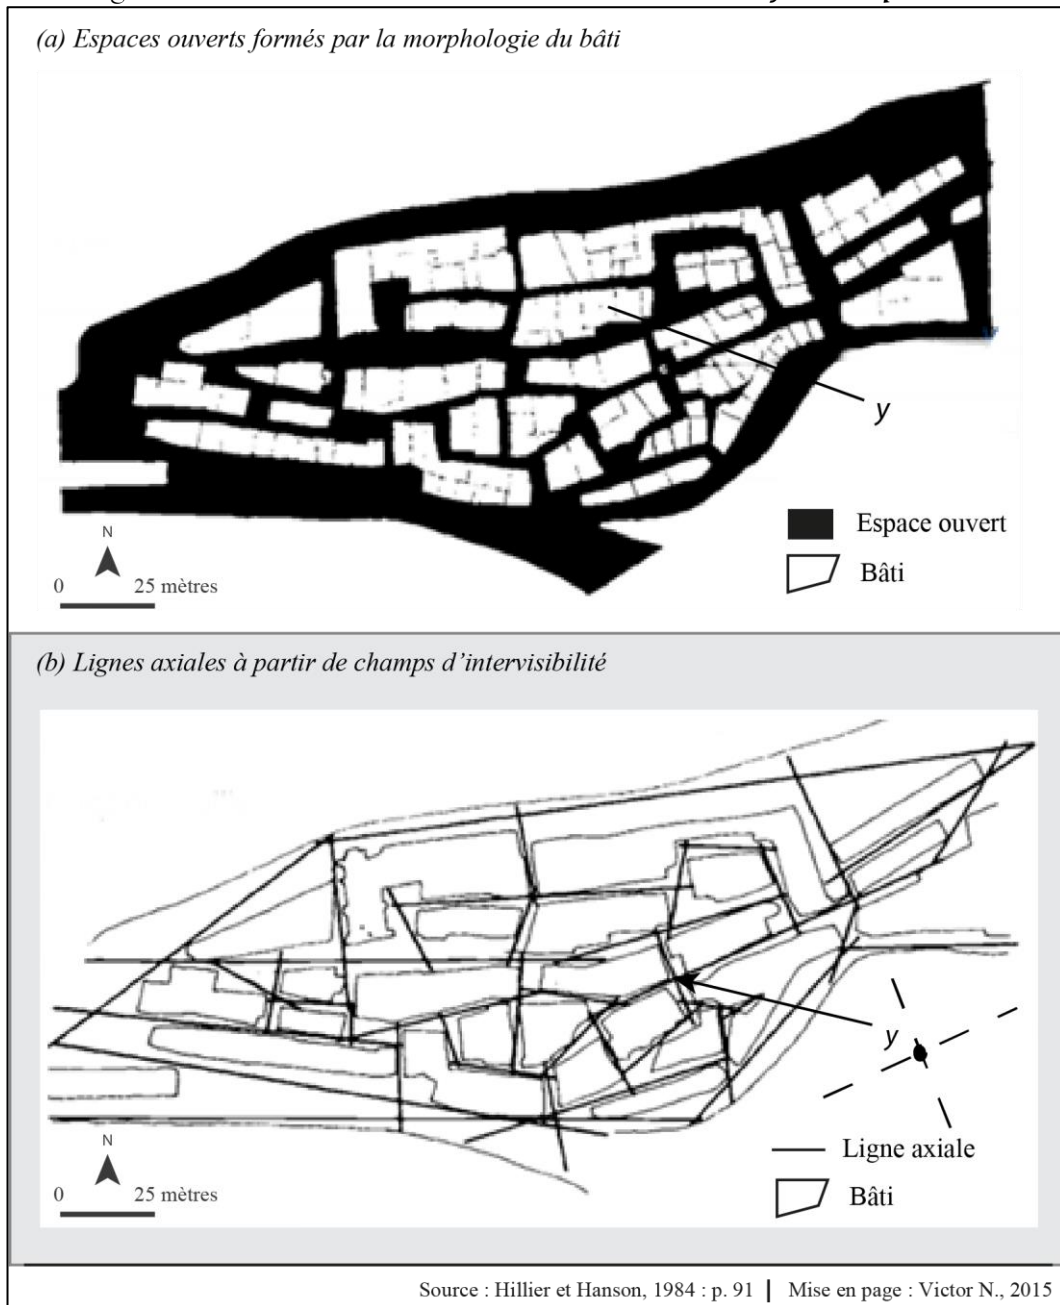 (a) Espaces ouverts formés par la morphologie du bâti
y
Espace ouvert
Bâti
N
0 25 mètres
(b) Lignes axiales à partir de champs d'intervisibilité
y
Ligne axiale
Bâti
N
0 25 mètres
Source : Hillier et Hanson, 1984 : p. 91 | Mise en page : Victor N., 2015